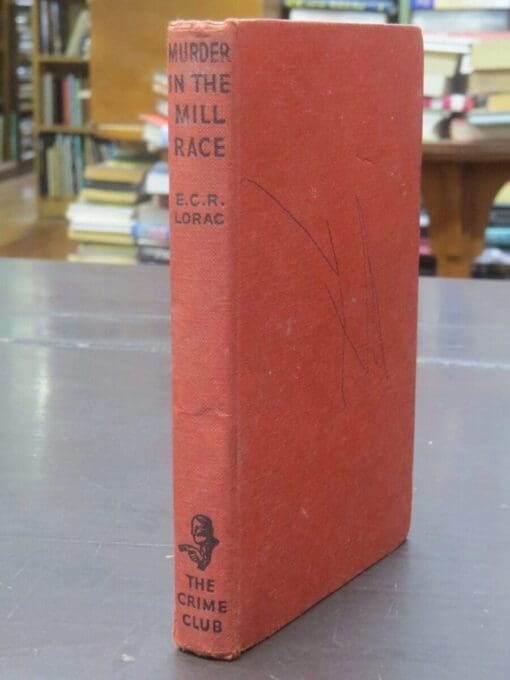 MURDER
IN THE
MILL
RACE
E.C.R.
LORAC
THE
CRIME
CLUB